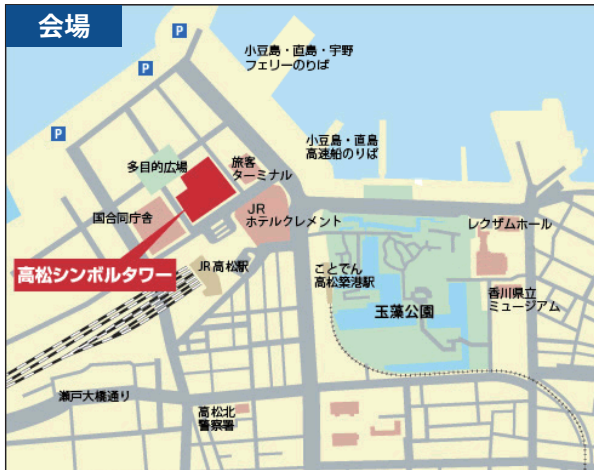 会場
P
小豆島・直島・宇野
フェリーのりば
P
P
小豆島・直島
高速船のりば
多目的広場
旅客
ターミナル
国合同庁舎
JR
ホテルクレメント
レクザムホール
高松シンボルタワー
JR高松駅
ことでん
高松築港駅
玉藻公園
香川県立
ミュージアム
瀬戸大橋通り
高松北
警察署